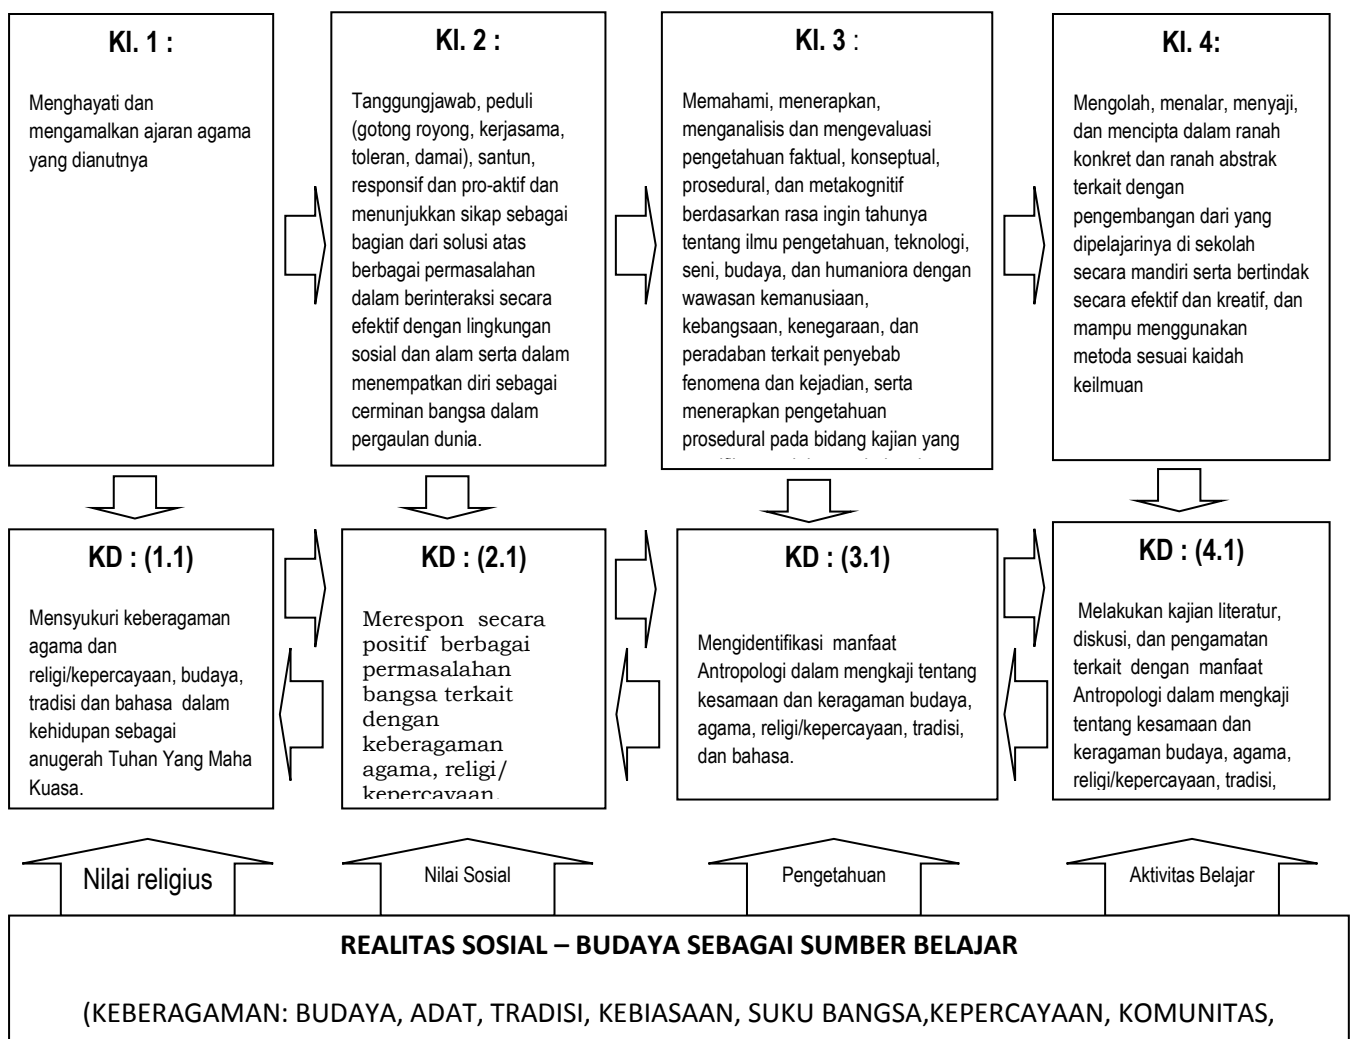 KI. 1 :
Menghayati dan
mengamalkan ajaran agama
yang dianutnya
KI. 2 :
Tanggungjawab, peduli
(gotong royong, kerjasama,
toleran, damai), santun,
responsif dan pro-aktif dan
menunjukkan sikap sebagai
bagian dari solusi atas
berbagai permasalahan
dalam berinteraksi secara
efektif dengan lingkungan
sosial dan alam serta dalam
menempatkan diri sebagai
cerminan bangsa dalam
pergaulan dunia.
KI. 3 :
Memahami, menerapkan,
menganalisis dan mengevaluasi
pengetahuan faktual, konseptual,
prosedural, dan metakognitif
berdasarkan rasa ingin tahunya
tentang ilmu pengetahuan, teknologi,
seni, budaya, dan humaniora dengan
wawasan kemanusiaan,
kebangsaan, kenegaraan, dan
peradaban terkait penyebab
fenomena dan kejadian, serta
menerapkan pengetahuan
prosedural pada bidang kajian yang
KI. 4:
Mengolah, menalar, menyaji,
dan mencipta dalam ranah
konkret dan ranah abstrak
terkait dengan
pengembangan dari yang
dipelajarinya di sekolah
secara mandiri serta bertindak
secara efektif dan kreatif, dan
mampu menggunakan
metoda sesuai kaidah
keilmuan
KD : (1.1)
Mensyukuri keberagaman
agama dan
religi/kepercayaan, budaya,
tradisi dan bahasa dalam
kehidupan sebagai
anugerah Tuhan Yang Maha
Kuasa.
KD : (2.1)
Merespon secara
positif berbagai
permasalahan
bangsa terkait
dengan
keberagaman
agama, religi/
kepercayaan,
KD : (3.1)
Mengidentifikasi manfaat
Antropologi dalam mengkaji tentang
kesamaan dan keragaman budaya,
agama, religi/kepercayaan, tradisi,
dan bahasa.
KD : (4.1)
Melakukan kajian literatur,
diskusi, dan pengamatan
terkait dengan manfaat
Antropologi dalam mengkaji
tentang kesamaan dan
keragaman budaya, agama,
religi/kepercayaan, tradisi,
Nilai religius
Nilai Sosial
Pengetahuan
Aktivitas Belajar
REALITAS SOSIAL – BUDAYA SEBAGAI SUMBER BELAJAR
(KEBERAGAMAN: BUDAYA, ADAT, TRADISI, KEBIASAAN, SUKU BANGSA,KEPERCAYAAN, KOMUNITAS,